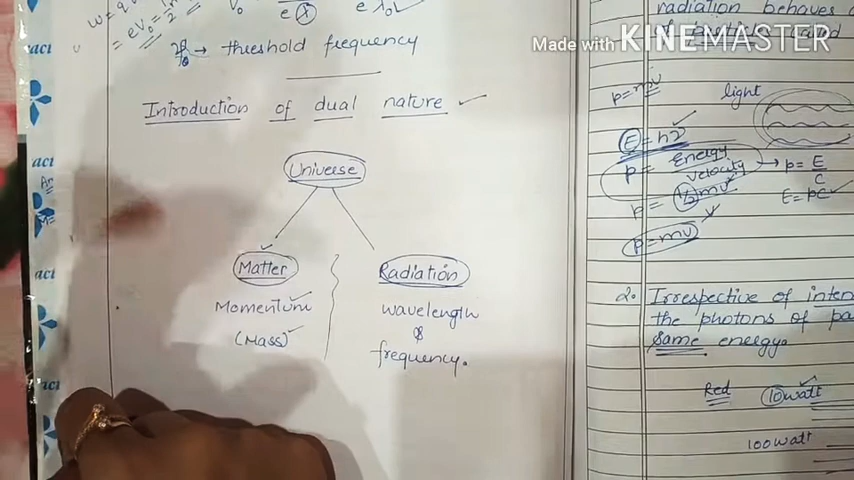 threshold frequency
Introduction of dual nature
Universe
Matter
Momentum
(Mass)
Radiation
wavelength
&
frequency.
Made with KINEMASTER
radiation behaves
p=mv
light
E=hν
p= Energy
velocity
p= E
C
E=pC
p= ½mv
p=mv
2. Irrespective of inten
the photons of pa
same energy.
Red
10watt
100watt